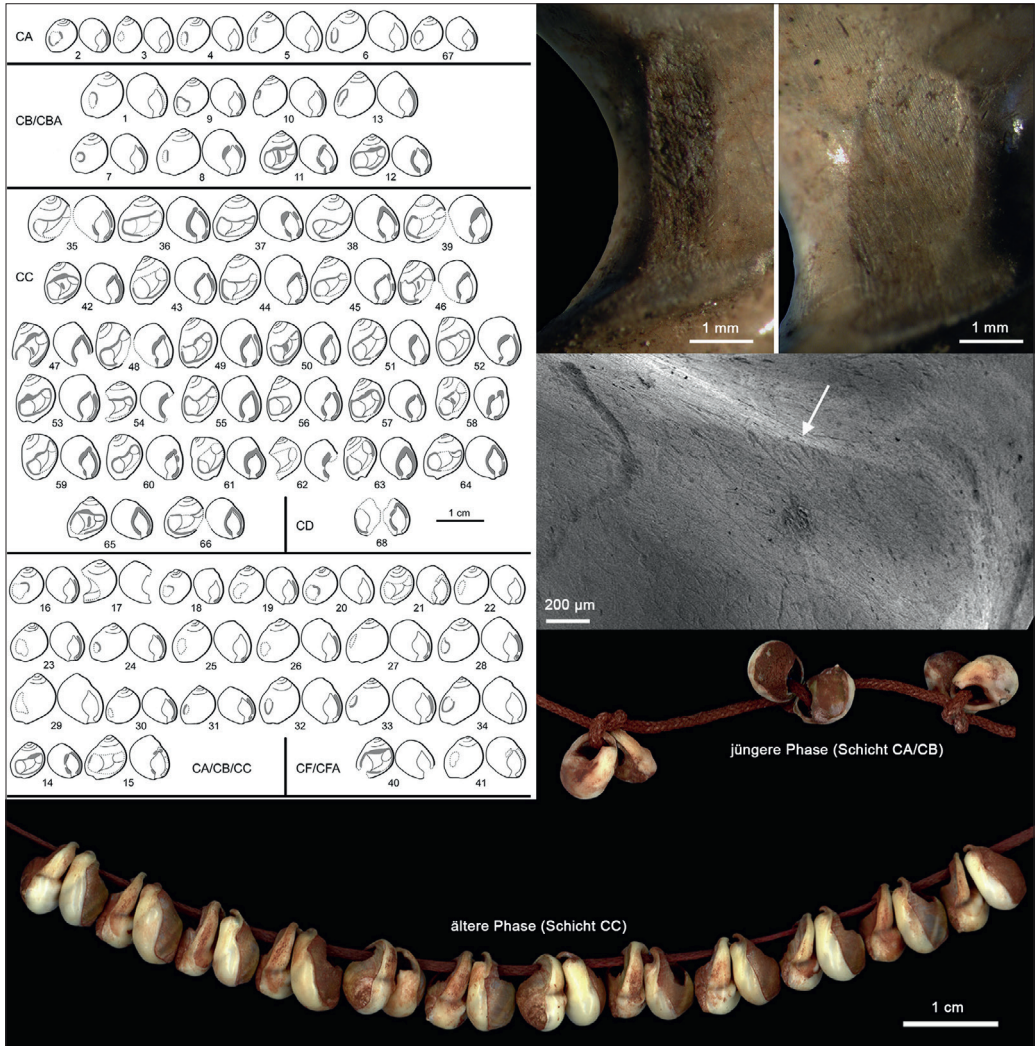 CA
2 3 4 5 6 67
CB/CBA
1 9 10 13
7 8 11 12
35 36 37 38 39
CC
42 43 44 45 46
47 48 49 50 51 52
53 54 55 56 57 58
59 60 61 62 63 64
65 66 CD 68 1 cm
16 17 18 19 20 21 22
23 24 25 26 27 28
29 30 31 32 33 34
14 15 CA/CB/CC CF/CFA 40 41
1 mm
1 mm
200 µm
jüngere Phase (Schicht CA/CB)
ältere Phase (Schicht CC)
1 cm